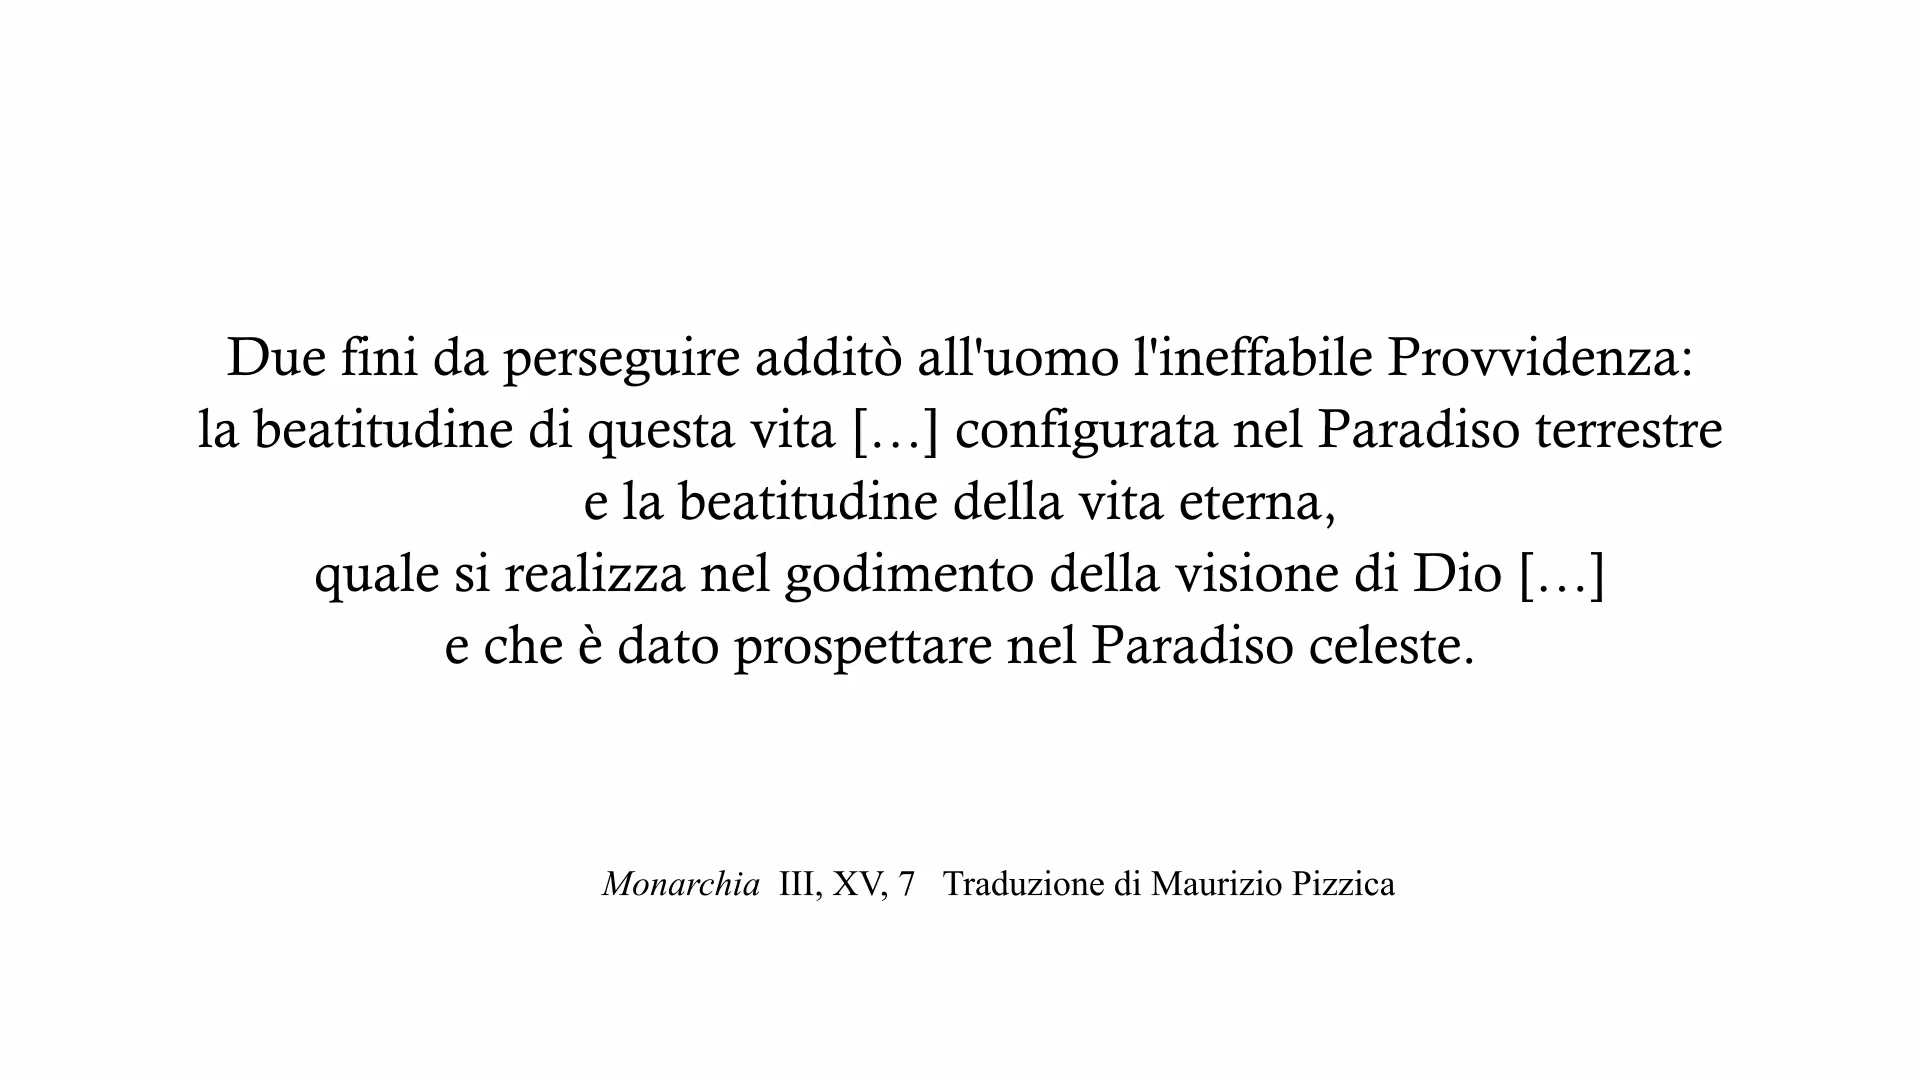 Due fini da perseguire additò all'uomo l'ineffabile Provvidenza:
la beatitudine di questa vita […] configurata nel Paradiso terrestre
e la beatitudine della vita eterna,
quale si realizza nel godimento della visione di Dio […]
e che è dato prospettare nel Paradiso celeste.
Monarchia III, XV, 7 Traduzione di Maurizio Pizzica